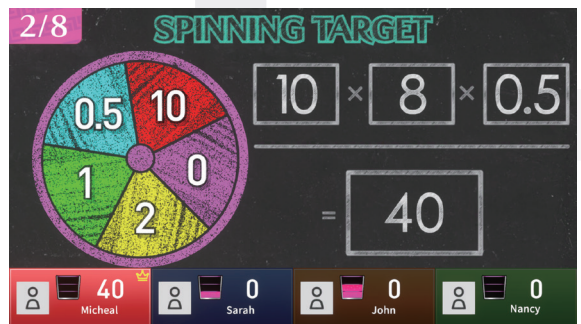 2/8
SPINNING TARGET
0.5
10
0
2
1
10 × 8 × 0.5
= 40
40
Micheal
0
Sarah
0
John
0
Nancy